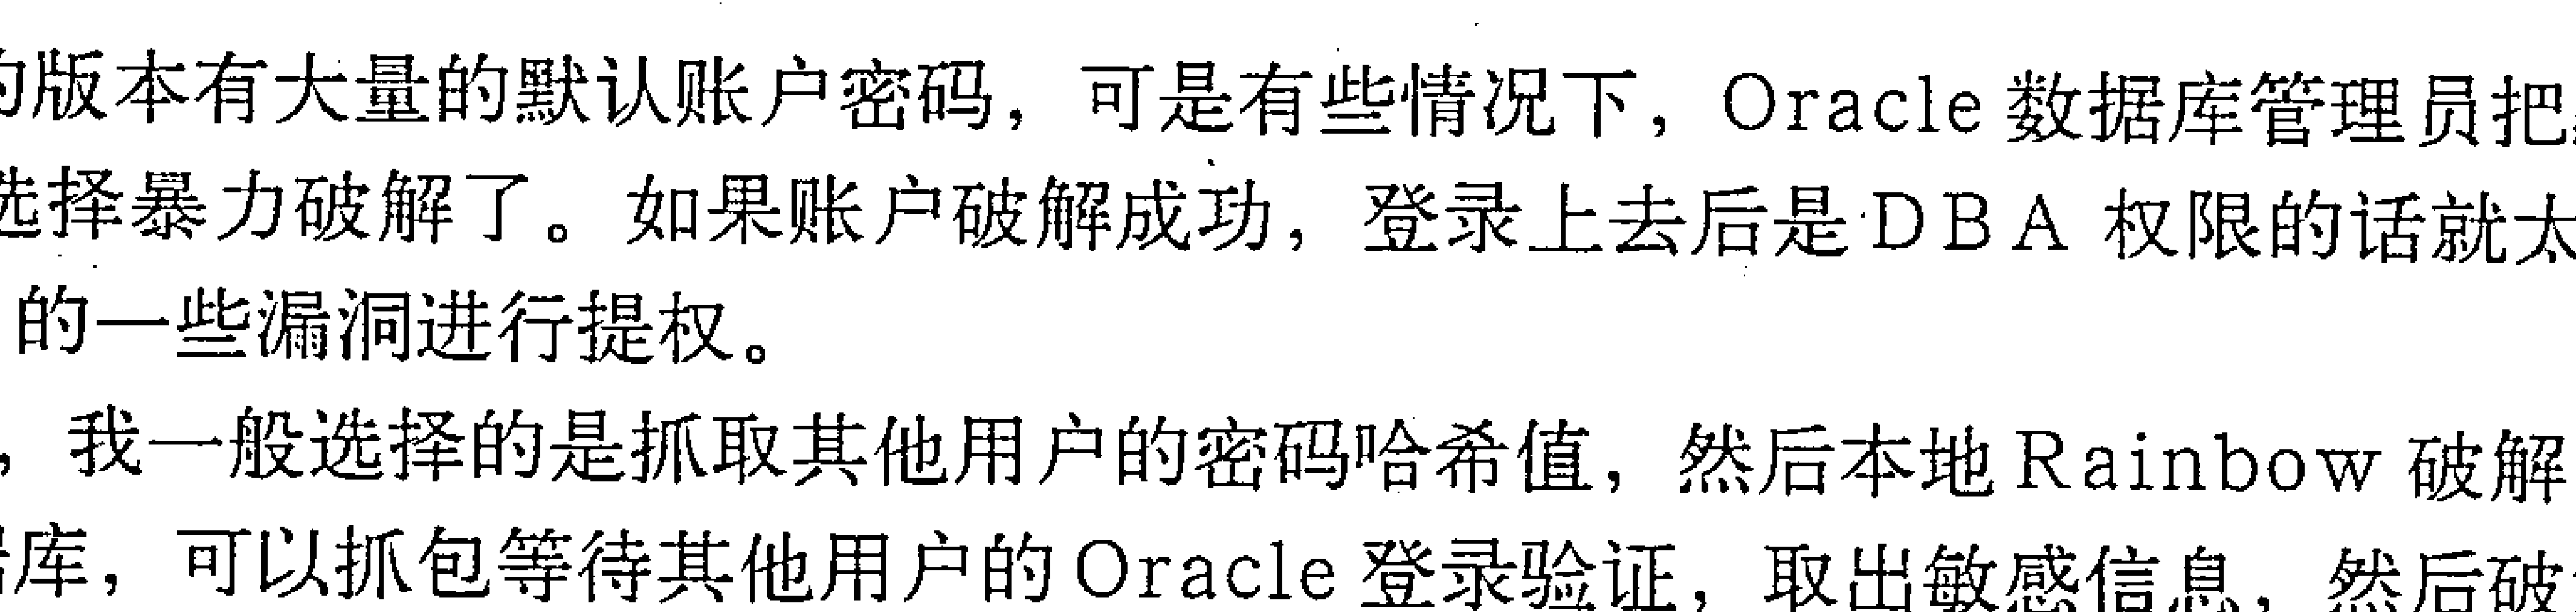 的版本有大量的默认账户密码，可是有些情况下，Oracle 数据库管理员把
选择暴力破解了。如果账户破解成功，登录上去后是 DBA 权限的话就太
的一些漏洞进行提权。
，我一般选择的是抓取其他用户的密码哈希值，然后本地 Rainbow 破解
库，可以抓包等待其他用户的 Oracle 登录验证，取出敏感信息，然后破